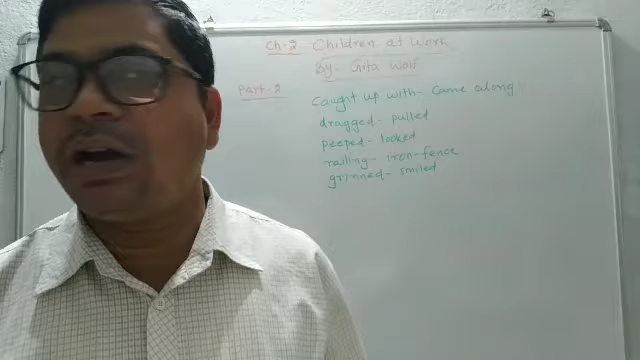 Ch-2 Children at Work
By: Gita Wolf
Part-2
Caught up with - Came along
dragged - pulled
peeped - looked
railing - iron-fence
grinned - smiled